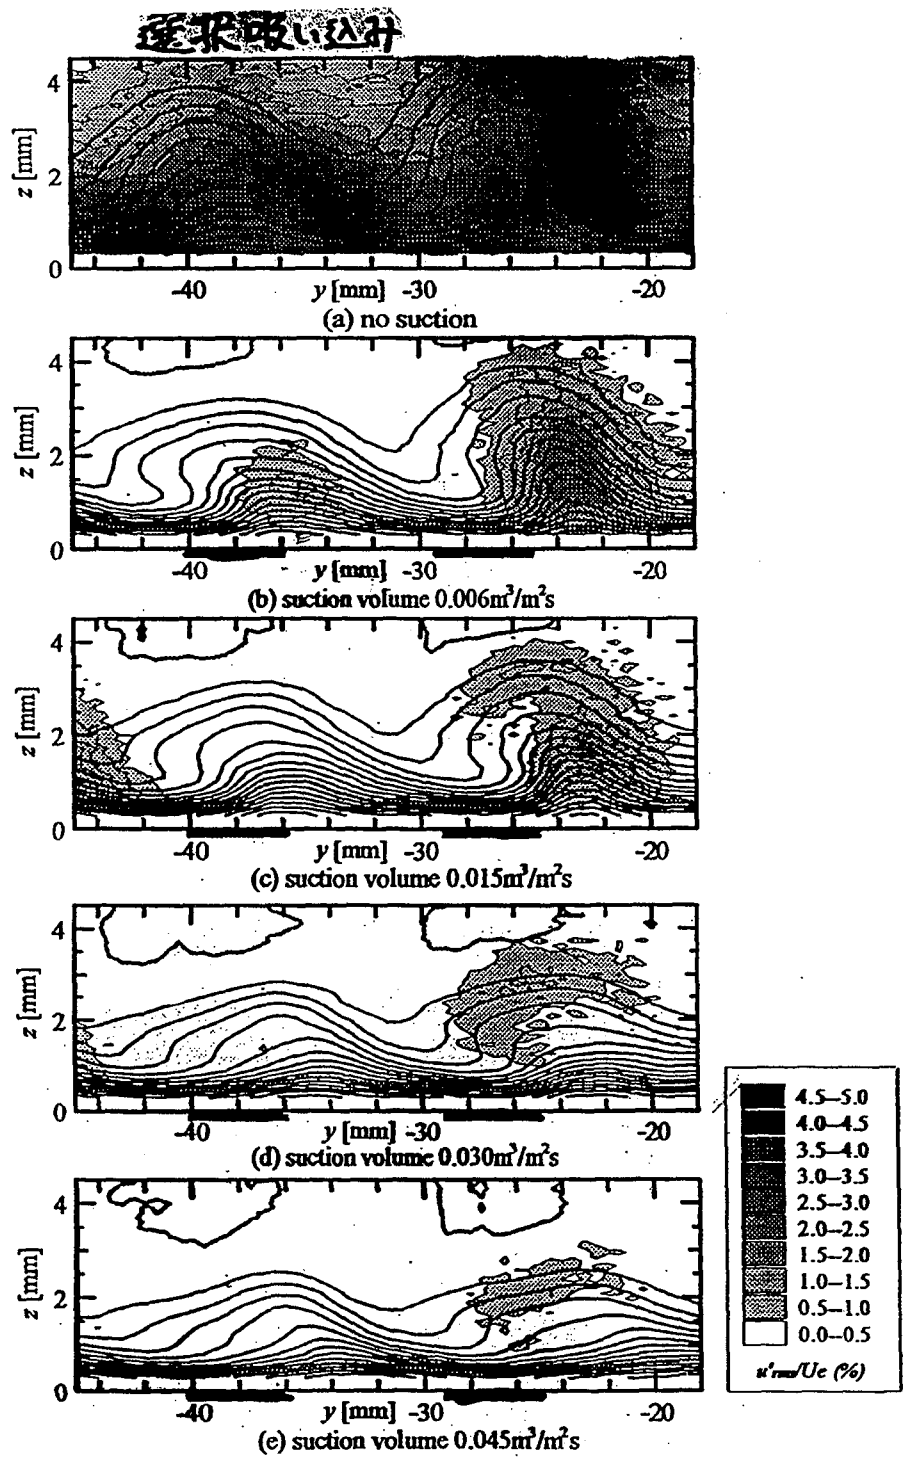 選択吸い込み
4
2
0
z [mm]
-40 y [mm] -30 -20
(a) no suction
4
2
0
z [mm]
-40 y [mm] -30 -20
(b) suction volume 0.006m³/m²s
4
2
0
z [mm]
-40 y [mm] -30 -20
(c) suction volume 0.015m³/m²s
4
2
0
z [mm]
-40 y [mm] -30 -20
(d) suction volume 0.030m³/m²s
4
2
0
z [mm]
-40 y [mm] -30 -20
(e) suction volume 0.045m³/m²s
4.5–5.0
4.0–4.5
3.5–4.0
3.0–3.5
2.5–3.0
2.0–2.5
1.5–2.0
1.0–1.5
0.5–1.0
0.0–0.5
u'rms/Ue (%)